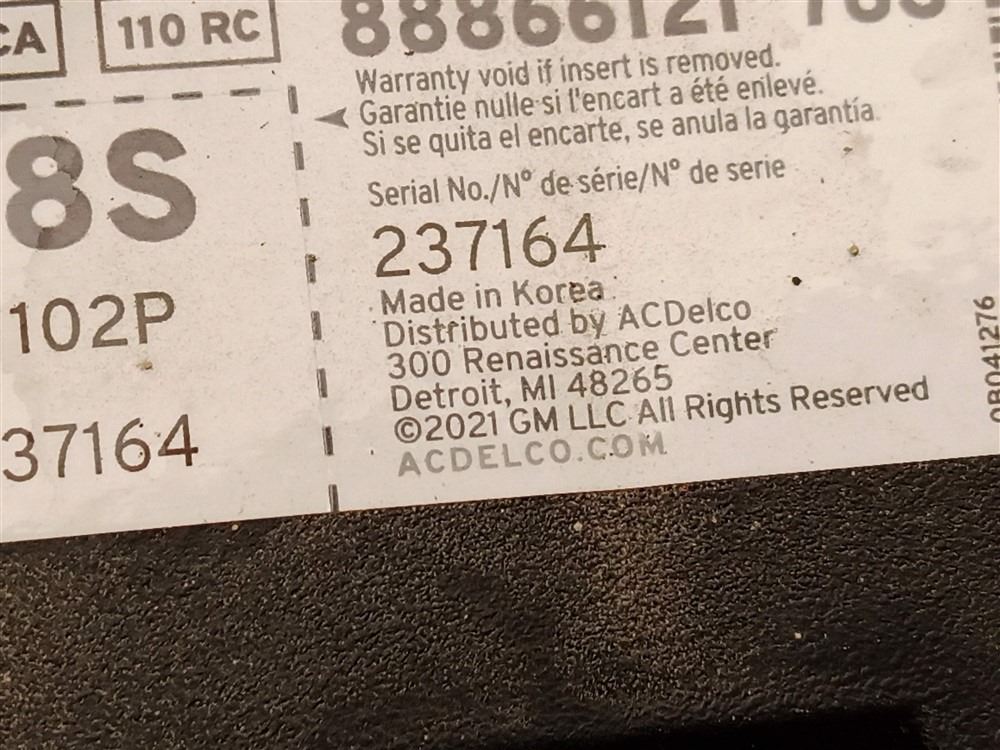 CA
110 RC
88866121
Warranty void if insert is removed.
Garantie nulle si l'encart a été enlevé.
Si se quita el encarte, se anula la garantía.
8S
Serial No./N° de série/N° de serie
237164
102P
Made in Korea
Distributed by ACDelco
300 Renaissance Center
Detroit, MI 48265
©2021 GM LLC All Rights Reserved
ACDELCO.COM
37164